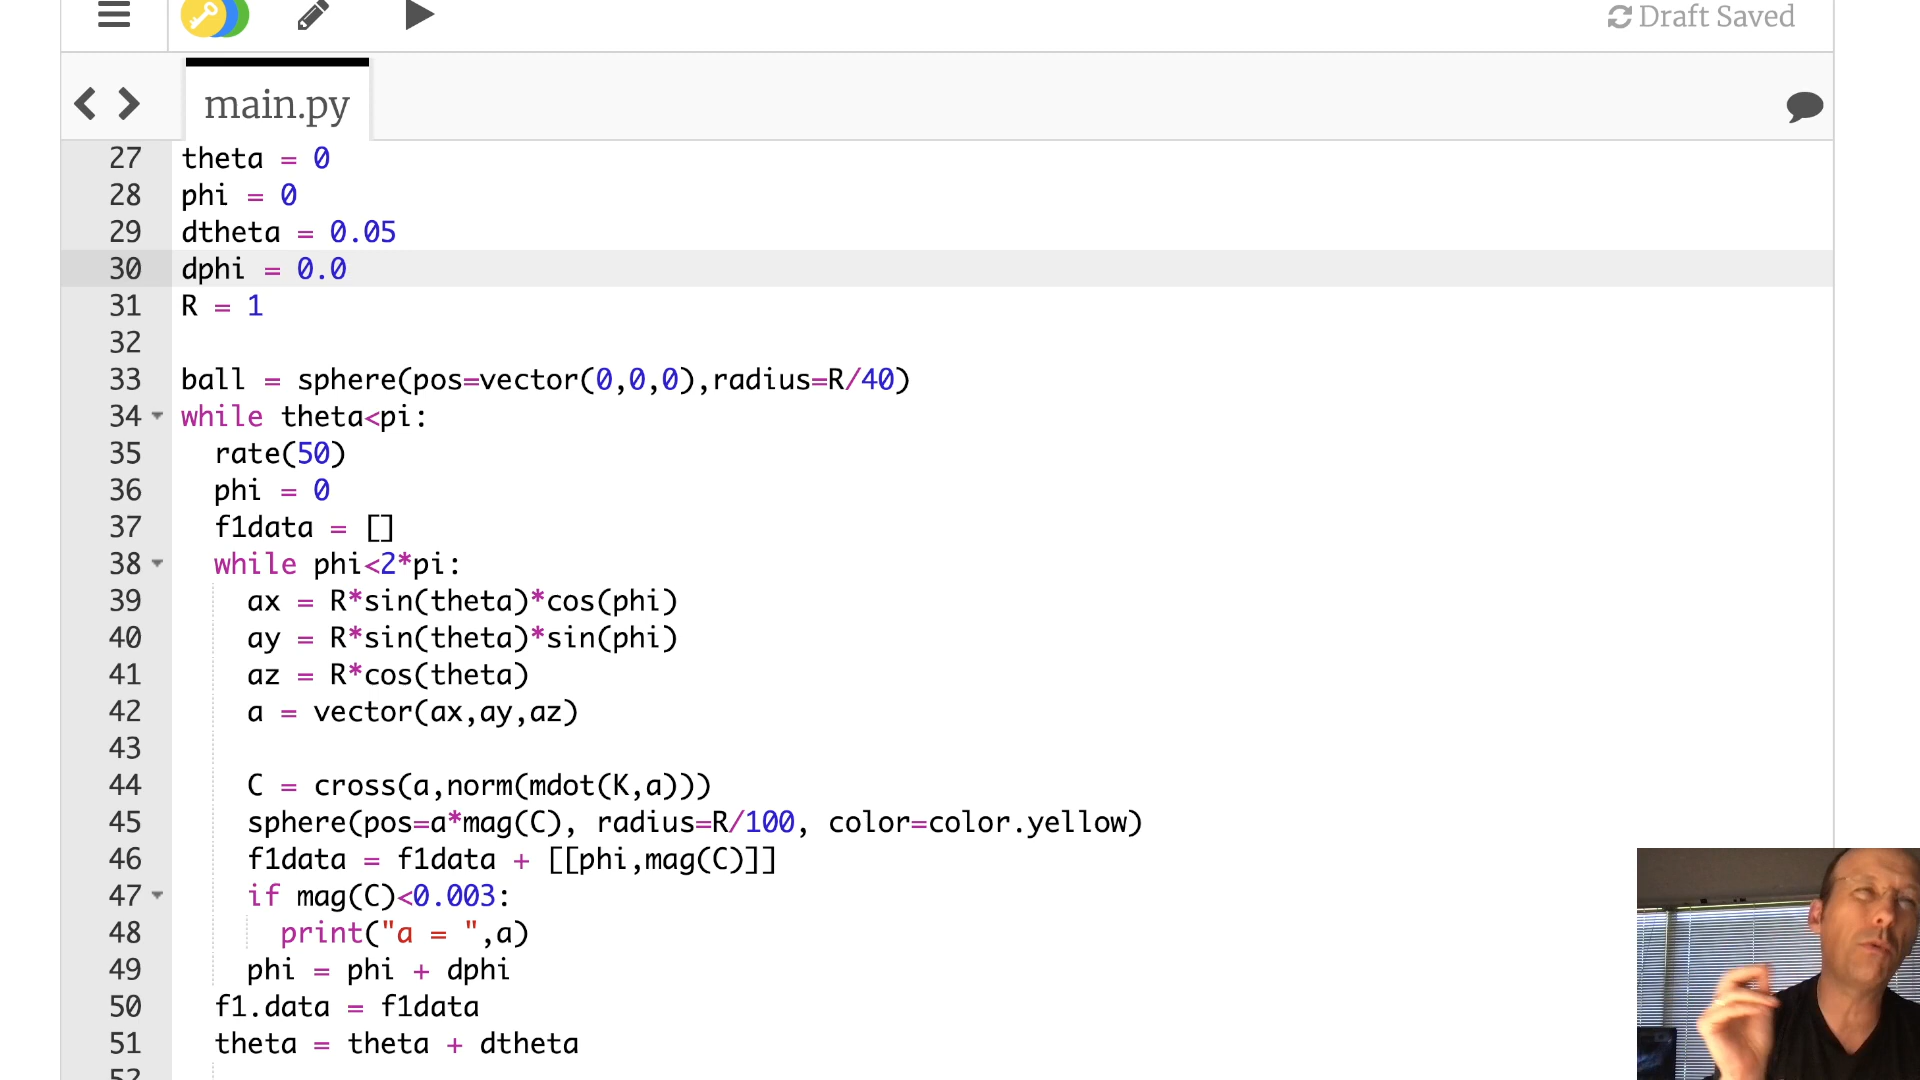 Draft Saved
main.py
27 theta = 0
28 phi = 0
29 dtheta = 0.05
30 dphi = 0.0
31 R = 1
32
33 ball = sphere(pos=vector(0,0,0),radius=R/40)
34 while theta<pi:
35   rate(50)
36   phi = 0
37   f1data = []
38   while phi<2*pi:
39     ax = R*sin(theta)*cos(phi)
40     ay = R*sin(theta)*sin(phi)
41     az = R*cos(theta)
42     a = vector(ax,ay,az)
43
44     C = cross(a,norm(mdot(K,a)))
45     sphere(pos=a*mag(C), radius=R/100, color=color.yellow)
46     f1data = f1data + [[phi,mag(C)]]
47     if mag(C)<0.003:
48       print("a = ",a)
49     phi = phi + dphi
50   f1.data = f1data
51   theta = theta + dtheta
52